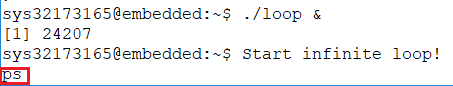 sys32173165@embedded:~$ ./loop &
[1] 24207
sys32173165@embedded:~$ Start infinite loop!
ps